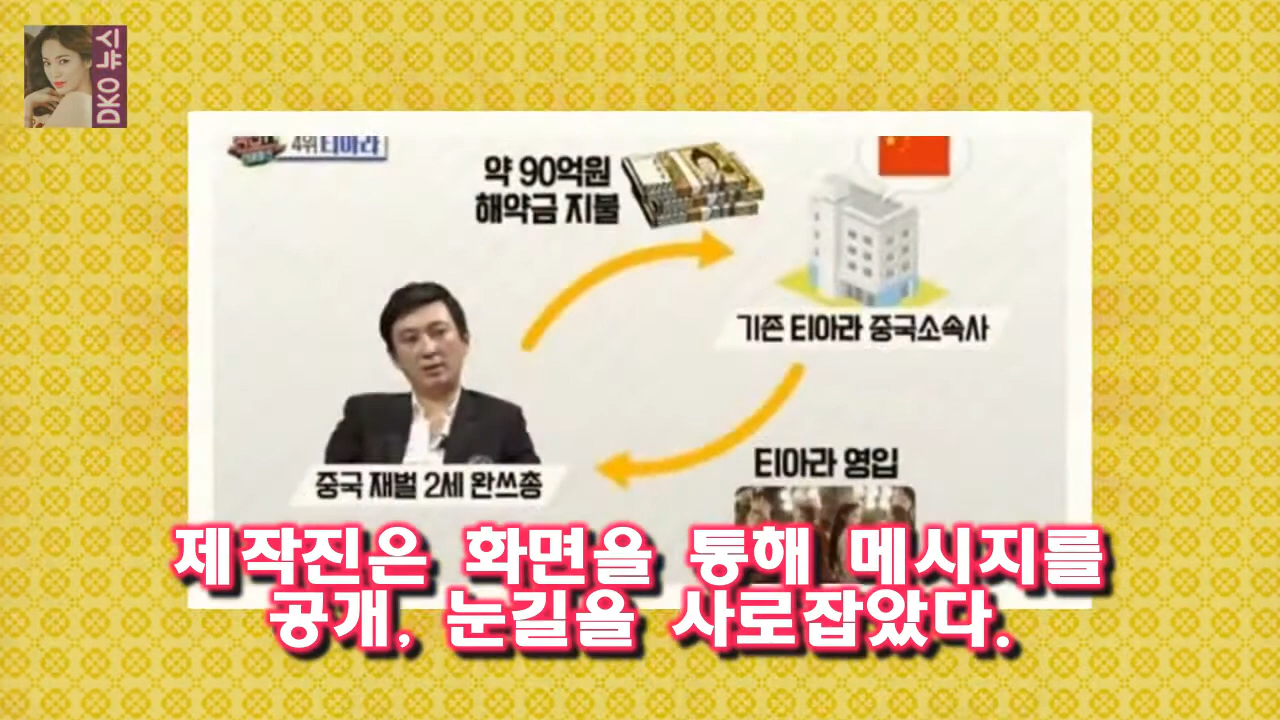 DKO 뉴스
4위 티아라
약 90억원
해약금 지불
기존 티아라 중국소속사
중국 재벌 2세 완쓰총
티아라 영입
제작진은 화면을 통해 메시지를
공개, 눈길을 사로잡았다.